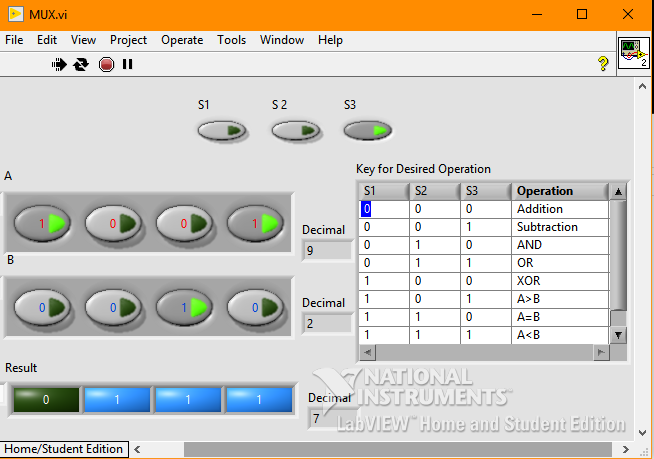 MUX.vi
File Edit View Project Operate Tools Window Help
? 2
S1 S 2 S3
A
1 0 0 1
Decimal
9
B
0 0 1 0
Decimal
2
Key for Desired Operation
S1 S2 S3 Operation
0 0 0 Addition
0 0 1 Subtraction
0 1 0 AND
0 1 1 OR
1 0 0 XOR
1 0 1 A>B
1 1 0 A=B
1 1 1 A<B
Result
0 1 1 1
Decimal
7
NATIONAL
INSTRUMENTS™
LabVIEW™ Home and Student Edition
Home/Student Edition